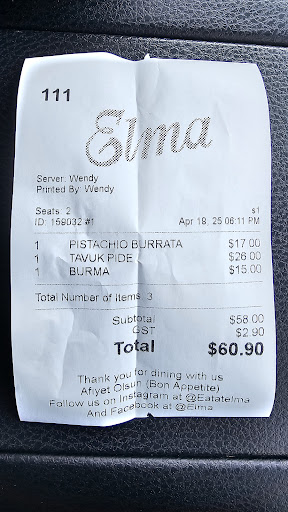 111
Elma
Server: Wendy
Printed By: Wendy
Seats: 2 s1
ID: 159032 #1 Apr 18, 25 06:11 PM
1 PISTACHIO BURRATA $17.00
1 TAVUK PIDE $26.00
1 BURMA $15.00
Total Number of items: 3
Subtotal $58.00
GST $2.90
Total $60.90
Thank you for dining with us
Afiyet Olsun (Bon Appetite)
Follow us on Instagram at @Eatatelma
And Facebook at @Elma